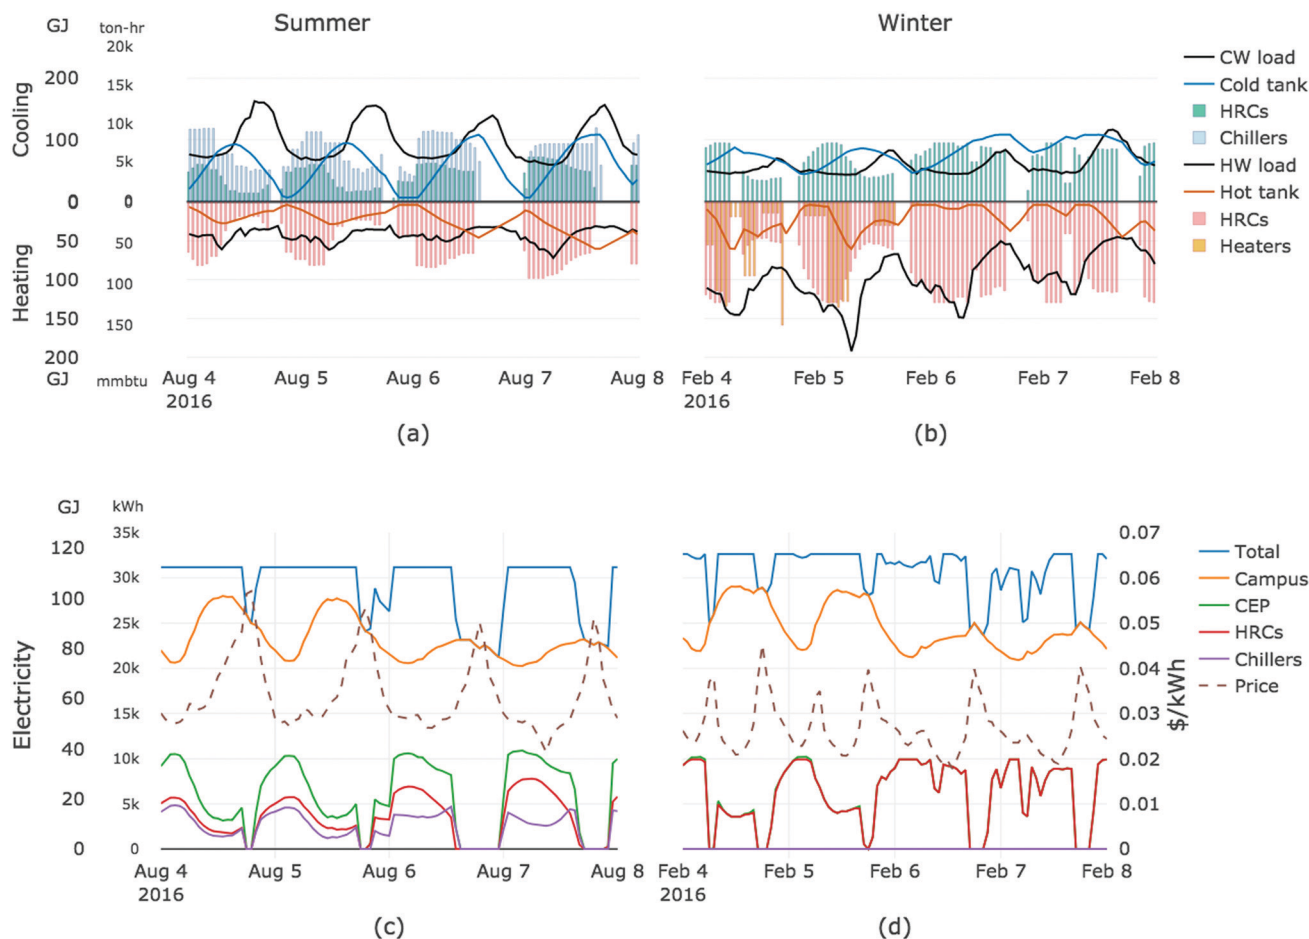 GJ ton-hr Summer Winter
20k
200 15k
Cooling
100 10k
5k
0 0
50 50
Heating
100 100
150 150
200
GJ mmbtu Aug 4 Aug 5 Aug 6 Aug 7 Aug 8 Feb 4 Feb 5 Feb 6 Feb 7 Feb 8
2016 2016
(a) (b)
CW load
Cold tank
HRCs
Chillers
HW load
Hot tank
HRCs
Heaters
GJ kWh
35k 0.07
120
30k 0.06
100
25k 0.05
80
20k 0.04
Electricity
60
15k 0.03
$/kWh
40
10k 0.02
20
5k 0.01
0 0 0
Aug 4 Aug 5 Aug 6 Aug 7 Aug 8 Feb 4 Feb 5 Feb 6 Feb 7 Feb 8
2016 2016
(c) (d)
Total
Campus
CEP
HRCs
Chillers
Price